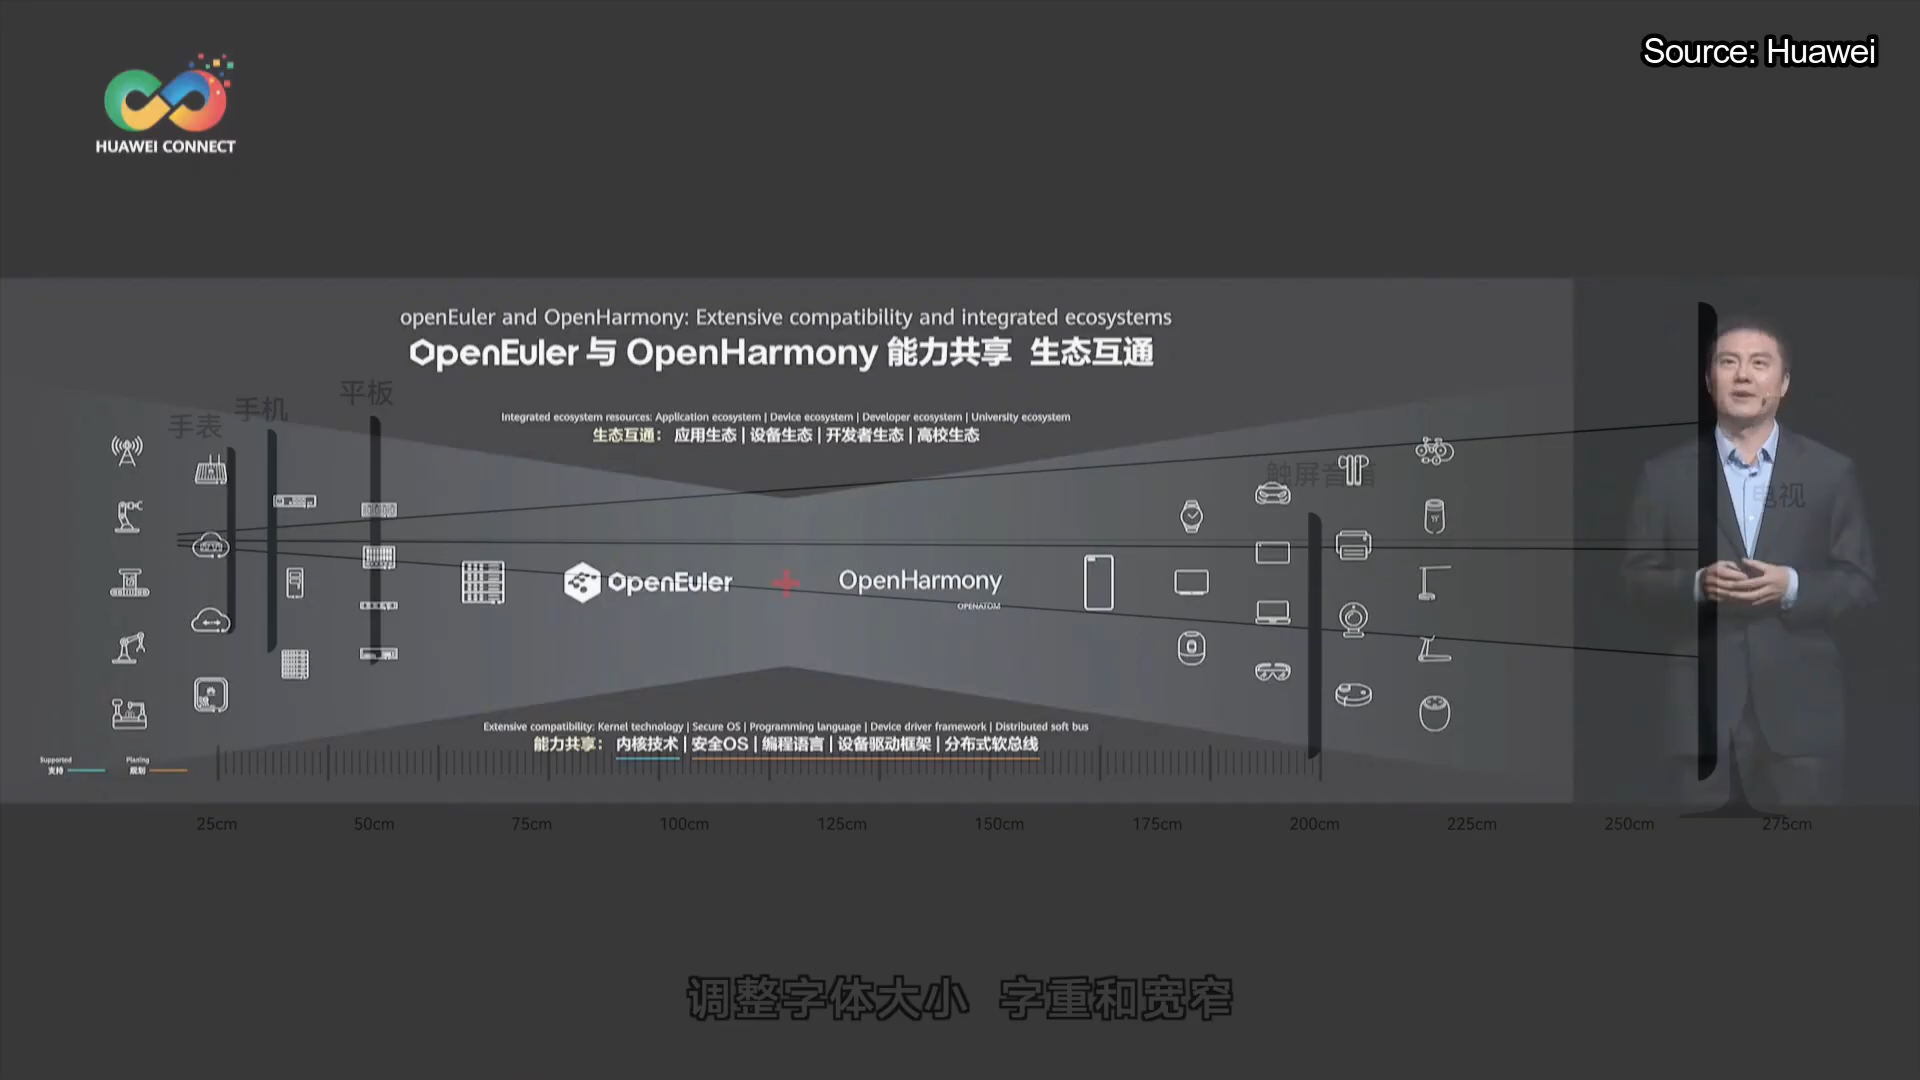 Source: Huawei
HUAWEI CONNECT
openEuler and OpenHarmony: Extensive compatibility and integrated ecosystems
OpenEuler 与 OpenHarmony 能力共享 生态互通
平板
手机
手表
Integrated ecosystem resources: Application ecosystem | Device ecosystem | Developer ecosystem | University ecosystem
生态互通： 应用生态 | 设备生态 | 开发者生态 | 高校生态
触屏音箱
电视
OpenEuler + OpenHarmony
OPENATOM
Extensive compatibility: Kernel technology | Secure OS | Programming language | Device driver framework | Distributed soft bus
能力共享： 内核技术 | 安全OS | 编程语言 | 设备驱动框架 | 分布式软总线
Supported
支持
Planing
规划
25cm 50cm 75cm 100cm 125cm 150cm 175cm 200cm 225cm 250cm 275cm
调整字体大小 字重和宽窄